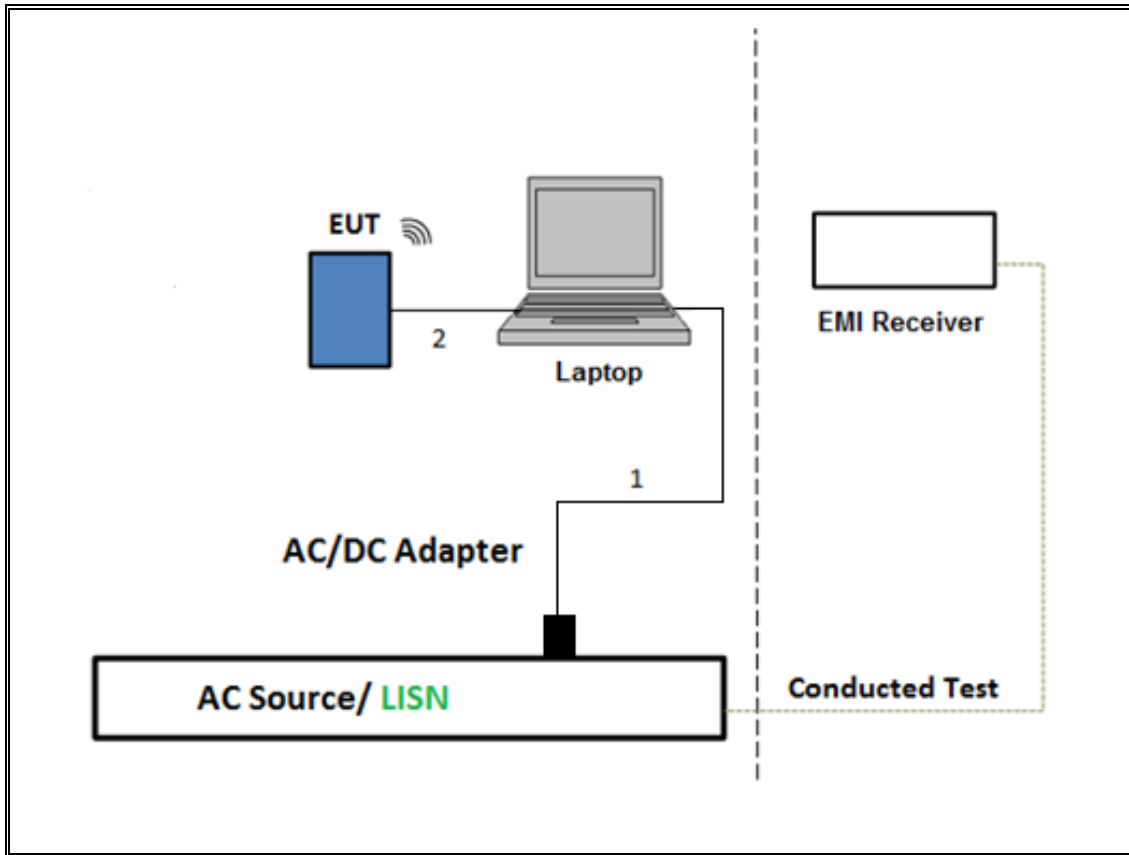 EUT
2
Laptop
EMI Receiver
1
AC/DC Adapter
AC Source/ LISN
Conducted Test